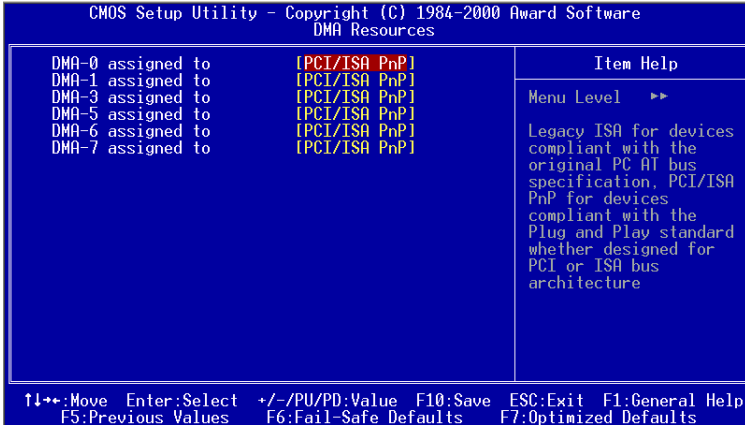 CMOS Setup Utility - Copyright (C) 1984-2000 Award Software
DMA Resources
DMA-0 assigned to [PCI/ISA PnP]
DMA-1 assigned to [PCI/ISA PnP]
DMA-3 assigned to [PCI/ISA PnP]
DMA-5 assigned to [PCI/ISA PnP]
DMA-6 assigned to [PCI/ISA PnP]
DMA-7 assigned to [PCI/ISA PnP]
Item Help
Menu Level ►►
Legacy ISA for devices
compliant with the
original PC AT bus
specification, PCI/ISA
PnP for devices
compliant with the
Plug and Play standard
whether designed for
PCI or ISA bus
architecture
↑↓→←:Move Enter:Select +/-/PU/PD:Value F10:Save ESC:Exit F1:General Help
F5:Previous Values F6:Fail-Safe Defaults F7:Optimized Defaults